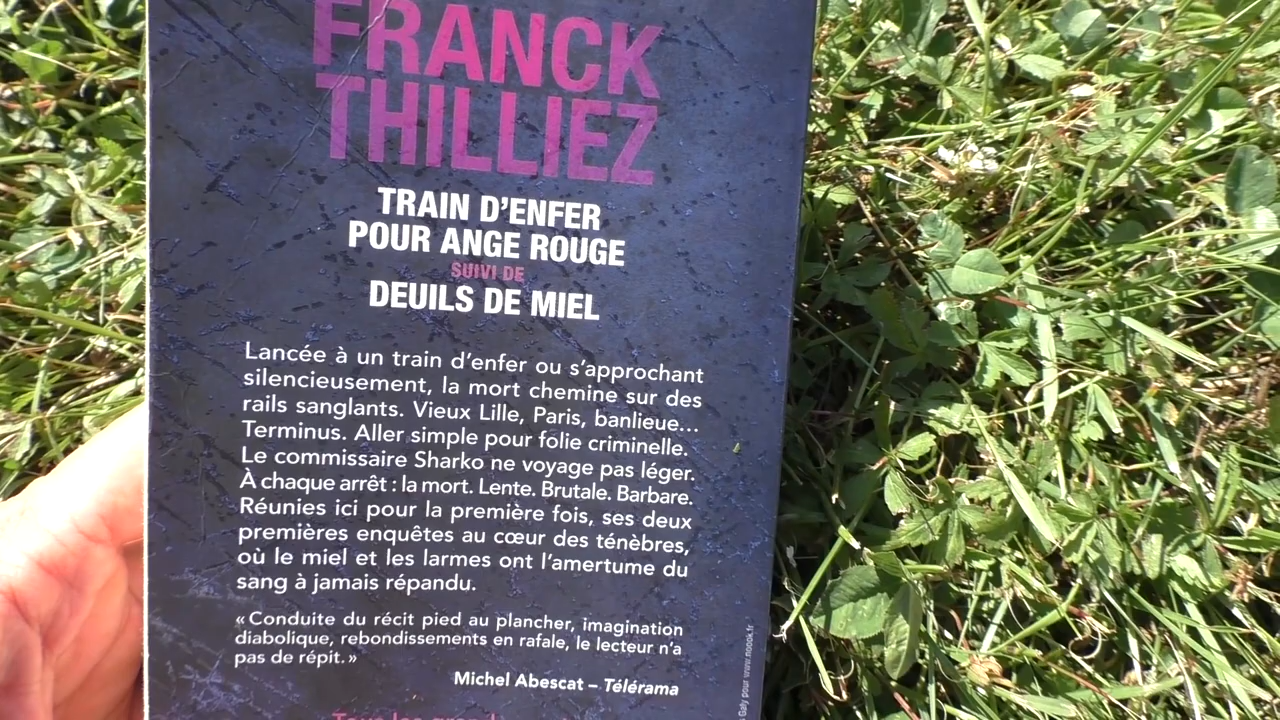 FRANCK
THILLIEZ
TRAIN D'ENFER
POUR ANGE ROUGE
SUIVI DE
DEUILS DE MIEL
Lancée à un train d'enfer ou s'approchant
silencieusement, la mort chemine sur des
rails sanglants. Vieux Lille, Paris, banlieue...
Terminus. Aller simple pour folie criminelle.
Le commissaire Sharko ne voyage pas léger.
À chaque arrêt : la mort. Lente. Brutale. Barbare.
Réunies ici pour la première fois, ses deux
premières enquêtes au cœur des ténèbres,
où le miel et les larmes ont l'amertume du
sang à jamais répandu.
« Conduite du récit pied au plancher, imagination
diabolique, rebondissements en rafale, le lecteur n'a
pas de répit. »
Michel Abescat – Télérama
Galy pour www.noook.fr